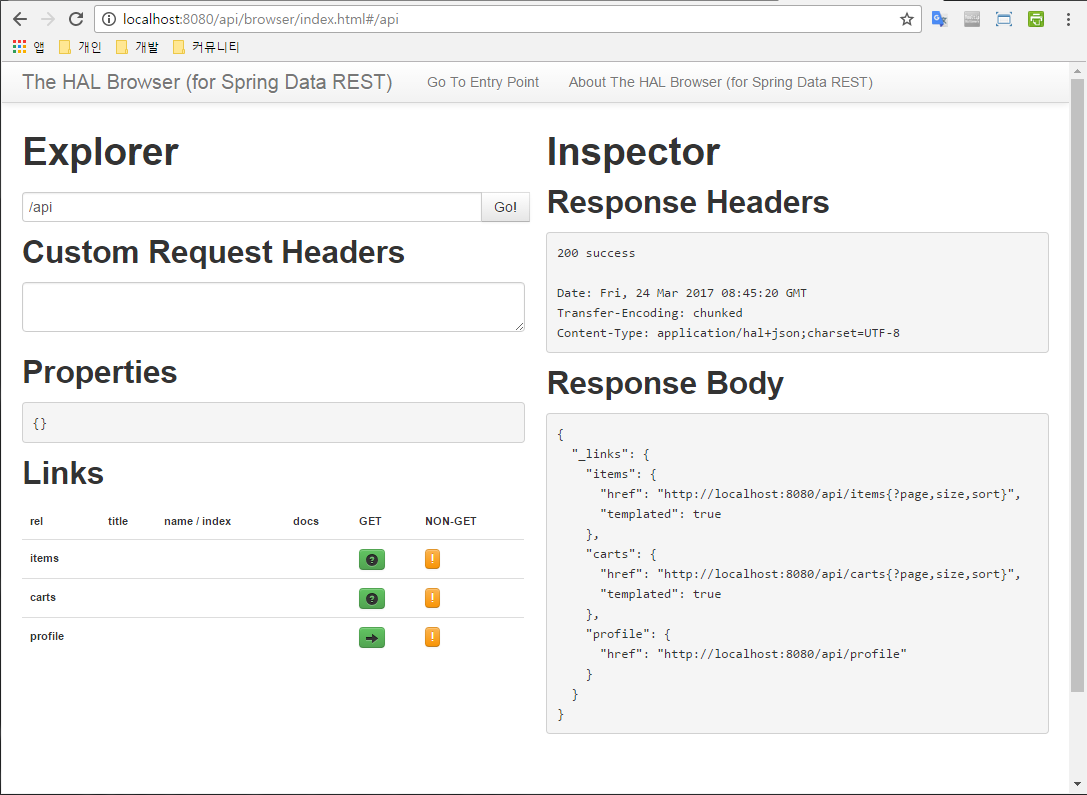 localhost:8080/api/browser/index.html#/api
앱 개인 개발 커뮤니티
The HAL Browser (for Spring Data REST) Go To Entry Point About The HAL Browser (for Spring Data REST)
Explorer
/api Go!
Custom Request Headers
Properties
{}
Links
rel title name / index docs GET NON-GET
items
carts
profile
Inspector
Response Headers
200 success
Date: Fri, 24 Mar 2017 08:45:20 GMT
Transfer-Encoding: chunked
Content-Type: application/hal+json;charset=UTF-8
Response Body
{
  "_links": {
    "items": {
      "href": "http://localhost:8080/api/items{?page,size,sort}",
      "templated": true
    },
    "carts": {
      "href": "http://localhost:8080/api/carts{?page,size,sort}",
      "templated": true
    },
    "profile": {
      "href": "http://localhost:8080/api/profile"
    }
  }
}